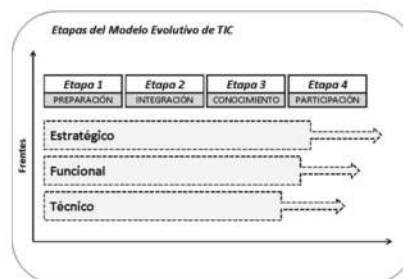 Etapas del Modelo Evolutivo de TIC
Etapa 1 Etapa 2 Etapa 3 Etapa 4
PREPARACIÓN INTEGRACIÓN CONOCIMIENTO PARTICIPACIÓN
Frentes
Estratégico
Funcional
Técnico